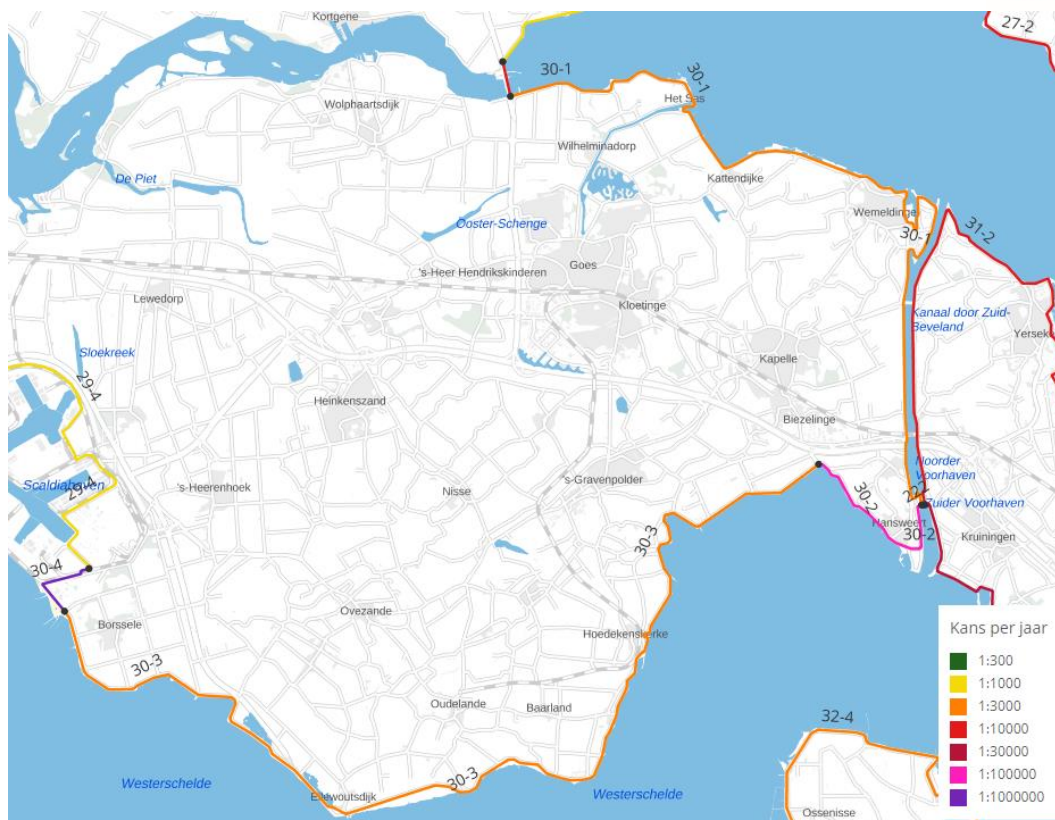 Kortgene
27-2
30-1
30-1
Het Sas
Wolphaartsdijk
Wilhelminadorp
De Piet
Kattendijke
Wemeldinge
Ooster-Schenge
30-1
31-2
Goes
's-Heer Hendrikskinderen
Lewedorp
Kloetinge
Kanaal door Zuid-
Beveland
Yerseke
Sloekreek
Kapelle
29-4
Heinkenszand
Biezelinge
Noorder
Voorhaven
Scaldiahaven
29-4
's-Heerenhoek
Nisse
's-Gravenpolder
30-2
Zuider Voorhaven
Hansweert
30-2
Kruiningen
30-3
30-4
Borssele
Ovezande
Hoedekenskerke
Kans per jaar
1:300
1:1000
1:3000
1:10000
1:30000
1:100000
1:1000000
30-3
Oudelande
Baarland
32-4
30-3
Westerschelde
Ellewoutsdijk
Westerschelde
Ossenisse